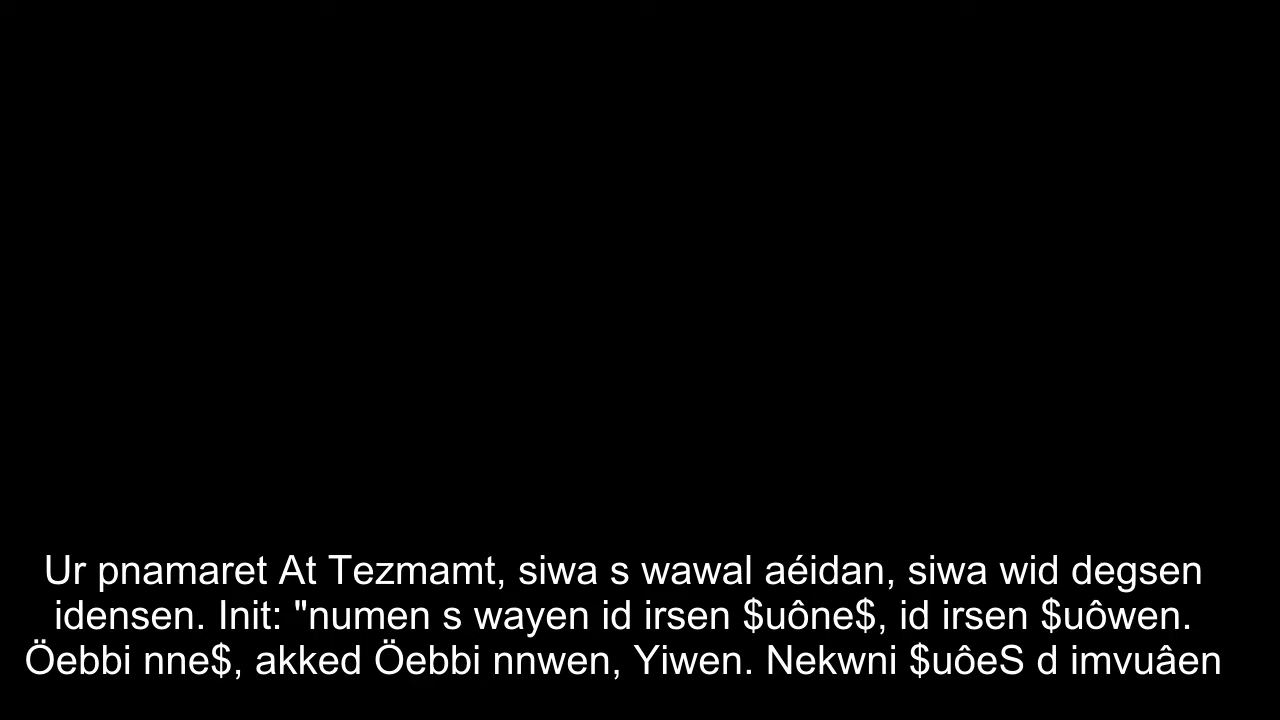 Ur pnamaret At Tezmamt, siwa s wawal aéidan, siwa wid degsen
idensen. Init: "numen s wayen id irsen $uône$, id irsen $uôwen.
Öebbi nne$, akked Öebbi nnwen, Yiwen. Nekwni $uôeS d imvuâen